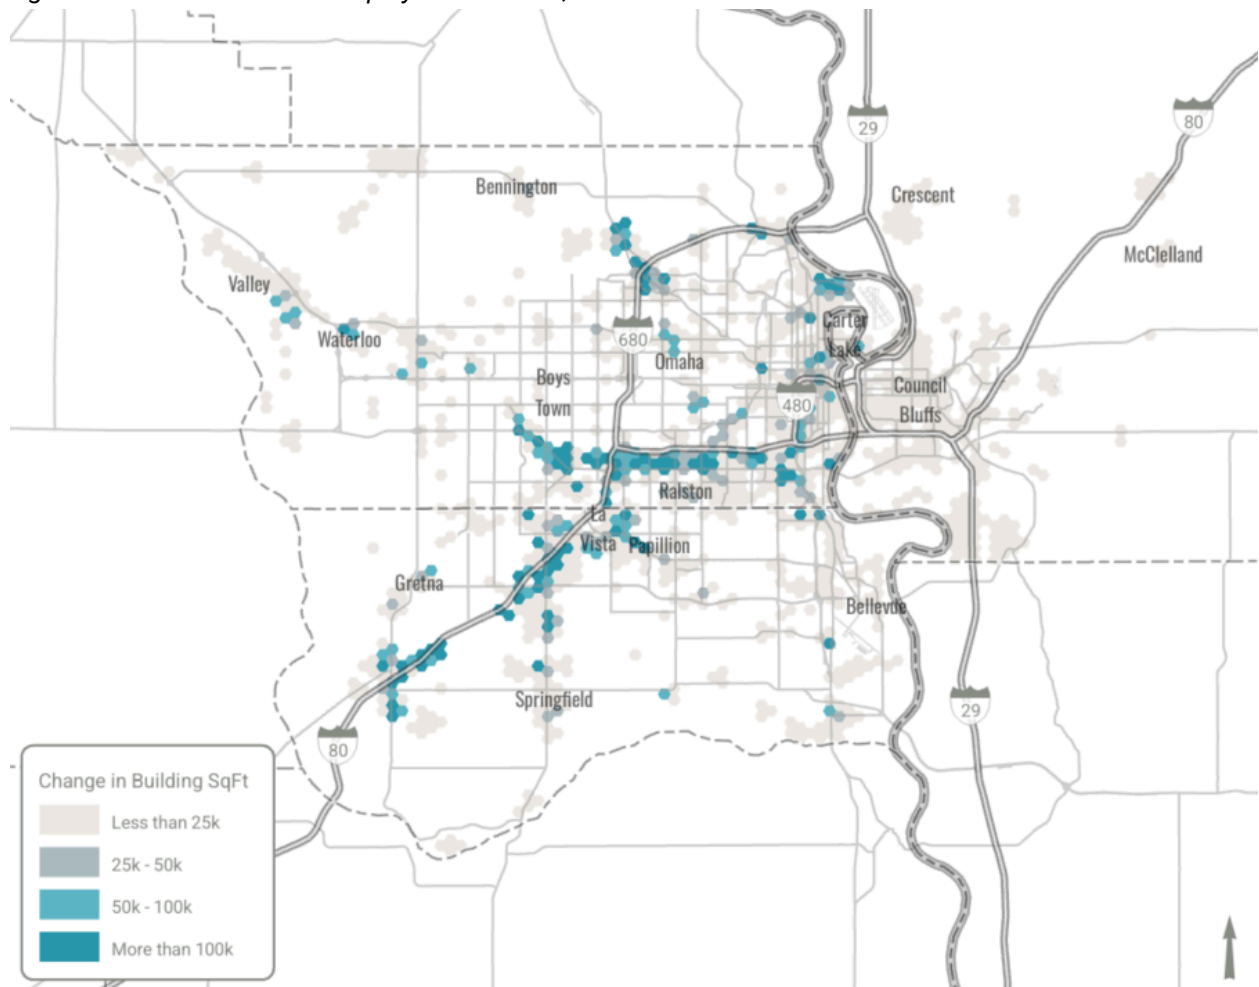 29
80
Crescent
Bennington
McClelland
Valley
Waterloo
680
Carter
Lake
Omaha
Boys
Town
Council
Bluffs
480
Ralston
La
Vista
Papillion
Gretna
Bellevue
Springfield
29
80
Change in Building SqFt
Less than 25k
25k - 50k
50k - 100k
More than 100k